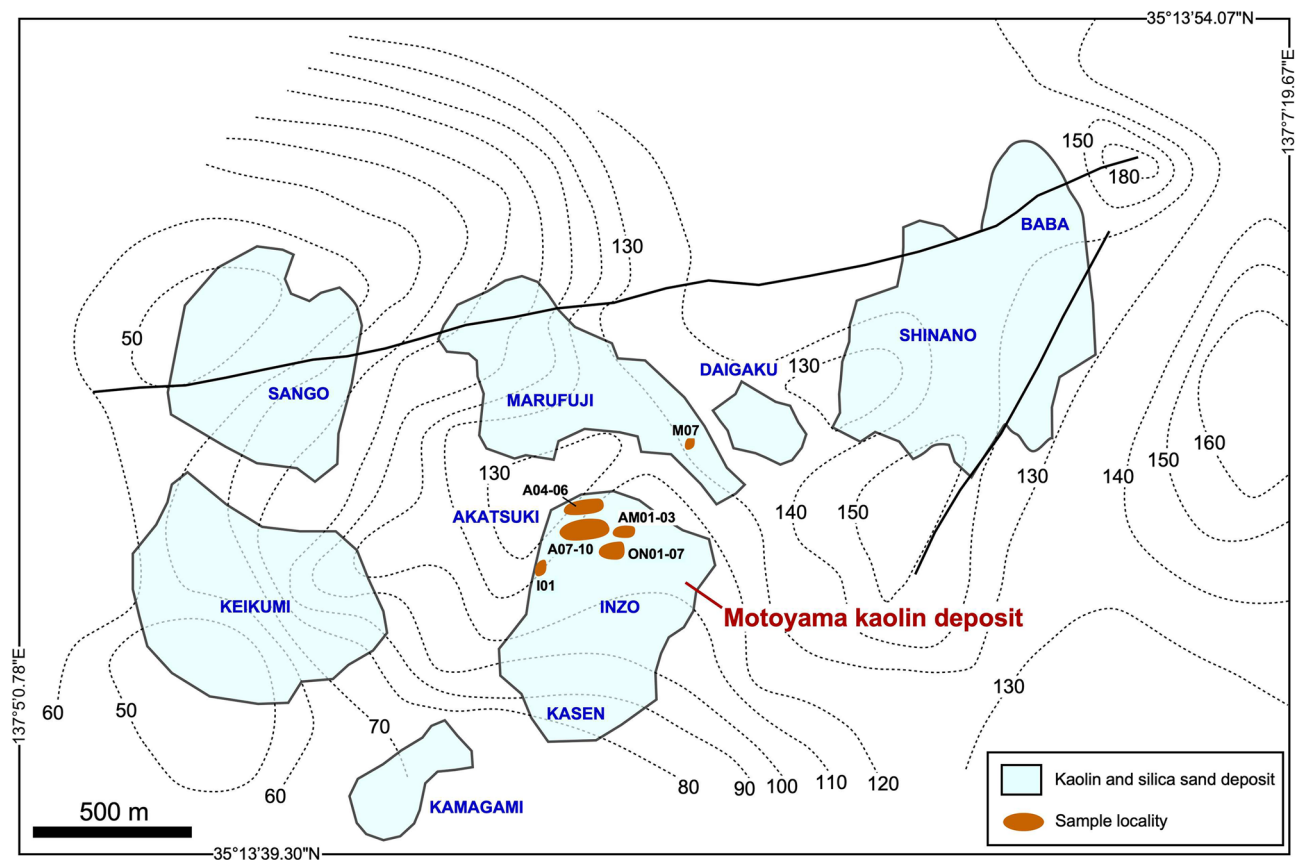 35°13’54.07"N
137°7’19.67"E
150
180
BABA
130
50
SHINANO
DAIGAKU
130
SANGO
MARUFUJI
M07
160
150
140
130
130
A04-06
AKATSUKI
AM01-03
140
150
A07-10
ON01-07
I01
KEIKUMI
INZO
Motoyama kaolin deposit
137°5’0.78"E
130
60
50
70
KASEN
60
80
90
100
110
120
KAMAGAMI
500 m
Kaolin and silica sand deposit
Sample locality
35°13’39.30"N